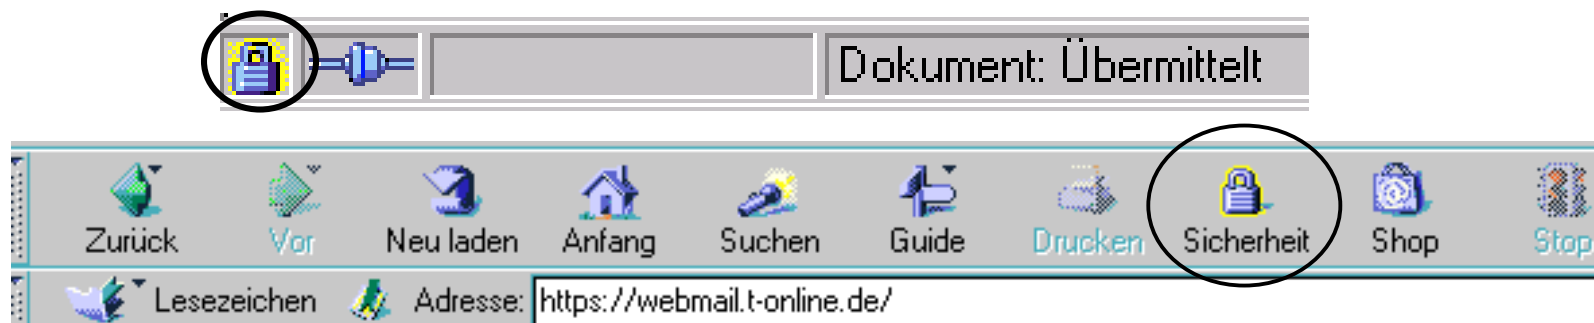 Dokument: Übermittelt
Zurück Vor Neu laden Anfang Suchen Guide Drucken Sicherheit Shop Stop
Lesezeichen Adresse: https://webmail.t-online.de/